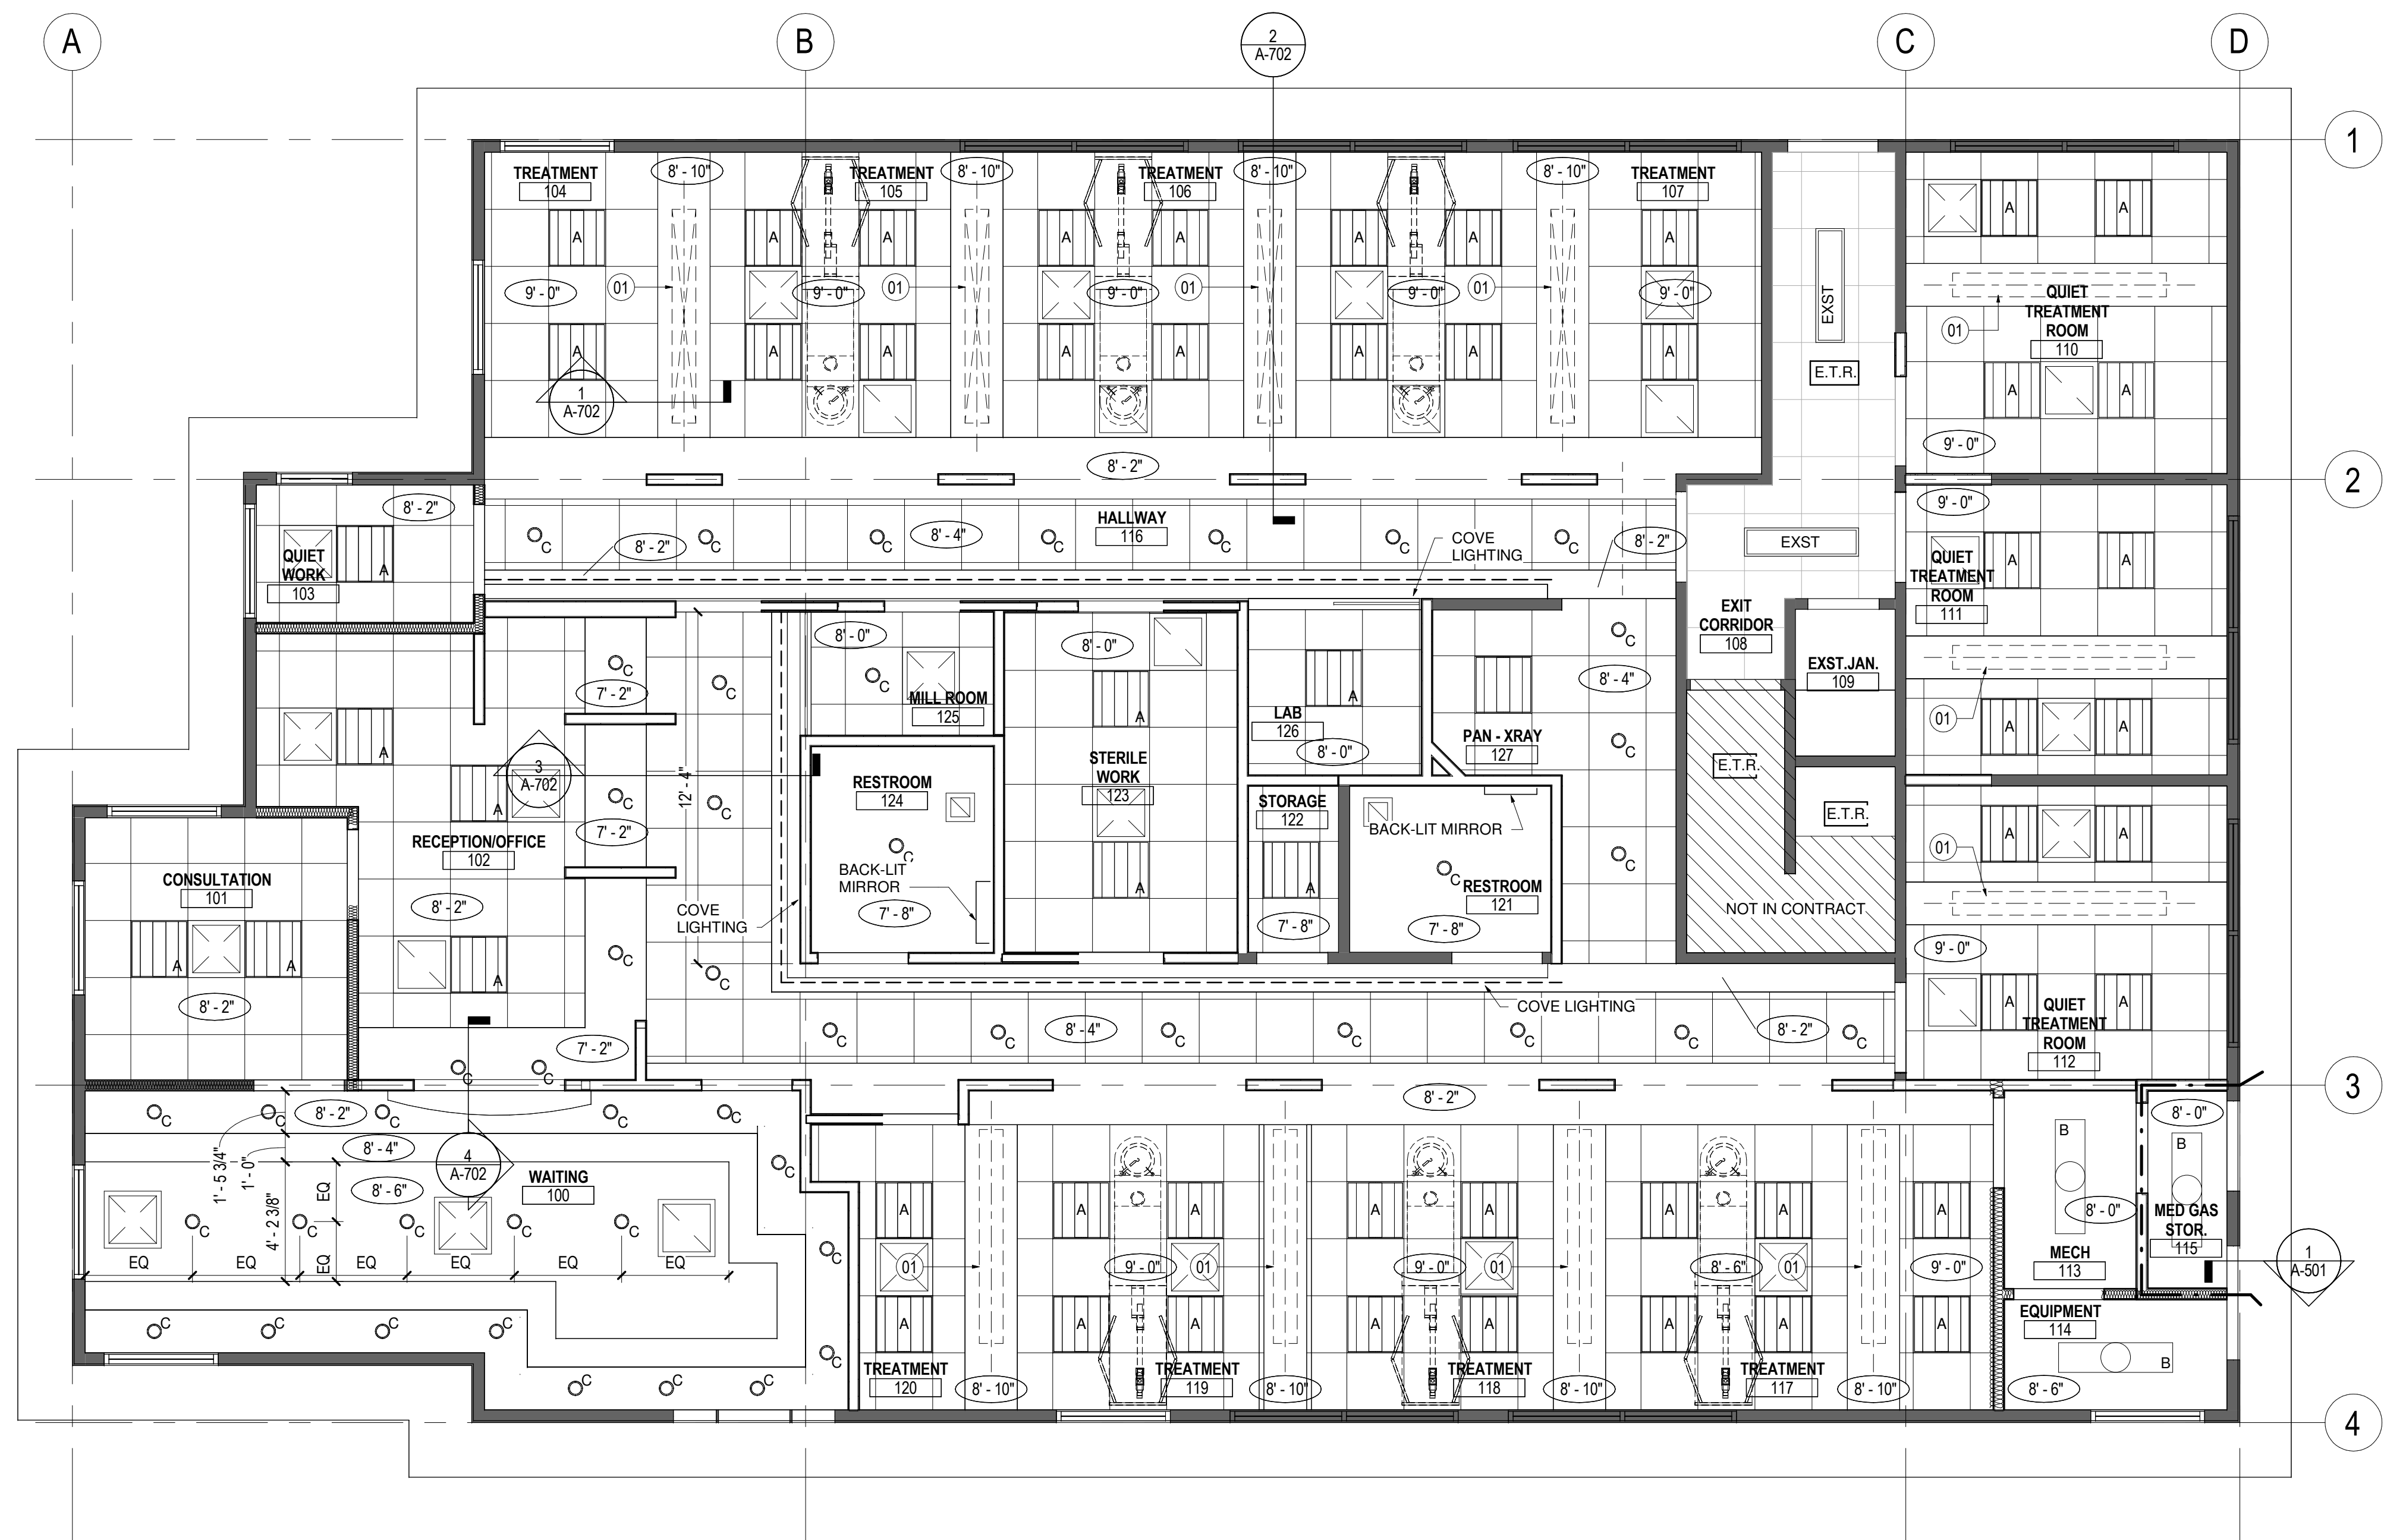 A
B
2
A-702
C
D
1
TREATMENT
104
8' - 10"
TREATMENT
105
8' - 10"
TREATMENT
106
8' - 10"
8' - 10"
TREATMENT
107
A
A
A
A
A
A
A
A
A
A
9' - 0"
01
9' - 0"
01
9' - 0"
01
9' - 0"
01
9' - 0"
EXST
QUIET
TREATMENT
ROOM
110
01
A
A
A
A
A
A
A
A
E.T.R.
A
A
1
A-702
9' - 0"
8' - 2"
2
8' - 2"
QUIET
WORK
103
A
C
C
C
C
C
C
C
8' - 4"
HALLWAY
116
8' - 2"
COVE
LIGHTING
8' - 2"
EXST
9' - 0"
A
A
QUIET
TREATMENT
ROOM
111
EXIT
CORRIDOR
108
EXST.JAN.
109
01
A
A
C
7' - 2"
C
8' - 0"
C
MILL ROOM
125
8' - 0"
A
A
LAB
126
8' - 0"
PAN - XRAY
127
C
8' - 4"
C
A
3
A-702
A
C
7' - 2"
C
12' - 4"
RESTROOM
124
STERILE
WORK
123
STORAGE
122
BACK-LIT MIRROR
E.T.R.
E.T.R.
01
A
A
RECEPTION/OFFICE
102
C
BACK-LIT
MIRROR
A
A
C
C
RESTROOM
121
CONSULTATION
101
8' - 2"
COVE
LIGHTING
7' - 8"
7' - 8"
7' - 8"
NOT IN CONTRACT
9' - 0"
A
A
8' - 2"
A
C
C
COVE LIGHTING
A
A
QUIET
TREATMENT
ROOM
112
7' - 2"
C
C
C
C
8' - 4"
C
C
C
C
8' - 2"
C
3
C
C
8' - 2"
C
C
C
8' - 2"
8' - 0"
1' - 5 3/4"
1' - 0"
8' - 4"
4
A-702
C
B
B
4' - 2 3/8"
EQ
EQ
8' - 6"
WAITING
100
A
A
A
A
A
A
A
A
8' - 0"
MED GAS
STOR.
115
C
C
C
C
C
C
EQ
EQ
EQ
EQ
EQ
EQ
01
9' - 0"
01
9' - 0"
01
8' - 6"
01
9' - 0"
MECH
113
1
A-501
C
C
C
C
C
A
A
A
A
A
A
A
A
EQUIPMENT
114
B
TREATMENT
120
8' - 10"
TREATMENT
119
8' - 10"
TREATMENT
118
8' - 10"
TREATMENT
117
8' - 10"
8' - 6"
C
C
C
4